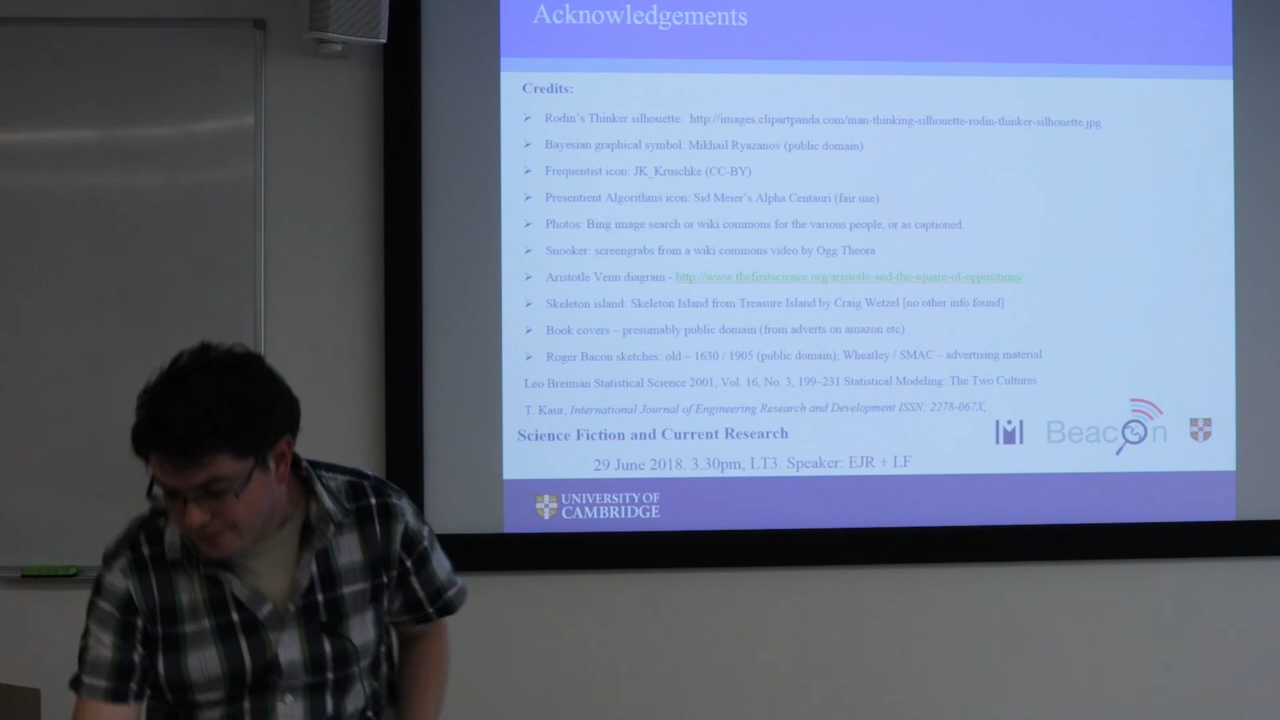 Acknowledgements
Credits:
Rodin's Thinker silhouette: http://images.clipartpanda.com/man-thinking-silhouette-rodin-thinker-silhouette.jpg
Bayesian graphical symbol: Mikhail Ryazanov (public domain)
Frequentist icon: JK_Kruschke (CC-BY)
Presentient Algorithms icon: Sid Meier's Alpha Centauri (fair use)
Photos: Bing image search or wiki commons for the various people, or as captioned.
Snooker: screengrabs from a wiki commons video by Ogg Theora
Aristotle Venn diagram - http://www.thefirstscience.org/aristotle-and-the-square-of-oppositions/
Skeleton island: Skeleton Island from Treasure Island by Craig Wetzel [no other info found]
Book covers – presumably public domain (from adverts on amazon etc)
Roger Bacon sketches: old – 1630 / 1905 (public domain); Wheatley / SMAC – advertising material
Leo Breiman Statistical Science 2001, Vol. 16, No. 3, 199–231 Statistical Modeling: The Two Cultures
T. Kaur, International Journal of Engineering Research and Development ISSN: 2278-067X,
Science Fiction and Current Research
Beacon
29 June 2018. 3.30pm, LT3. Speaker: EJR + LF
UNIVERSITY OF
CAMBRIDGE